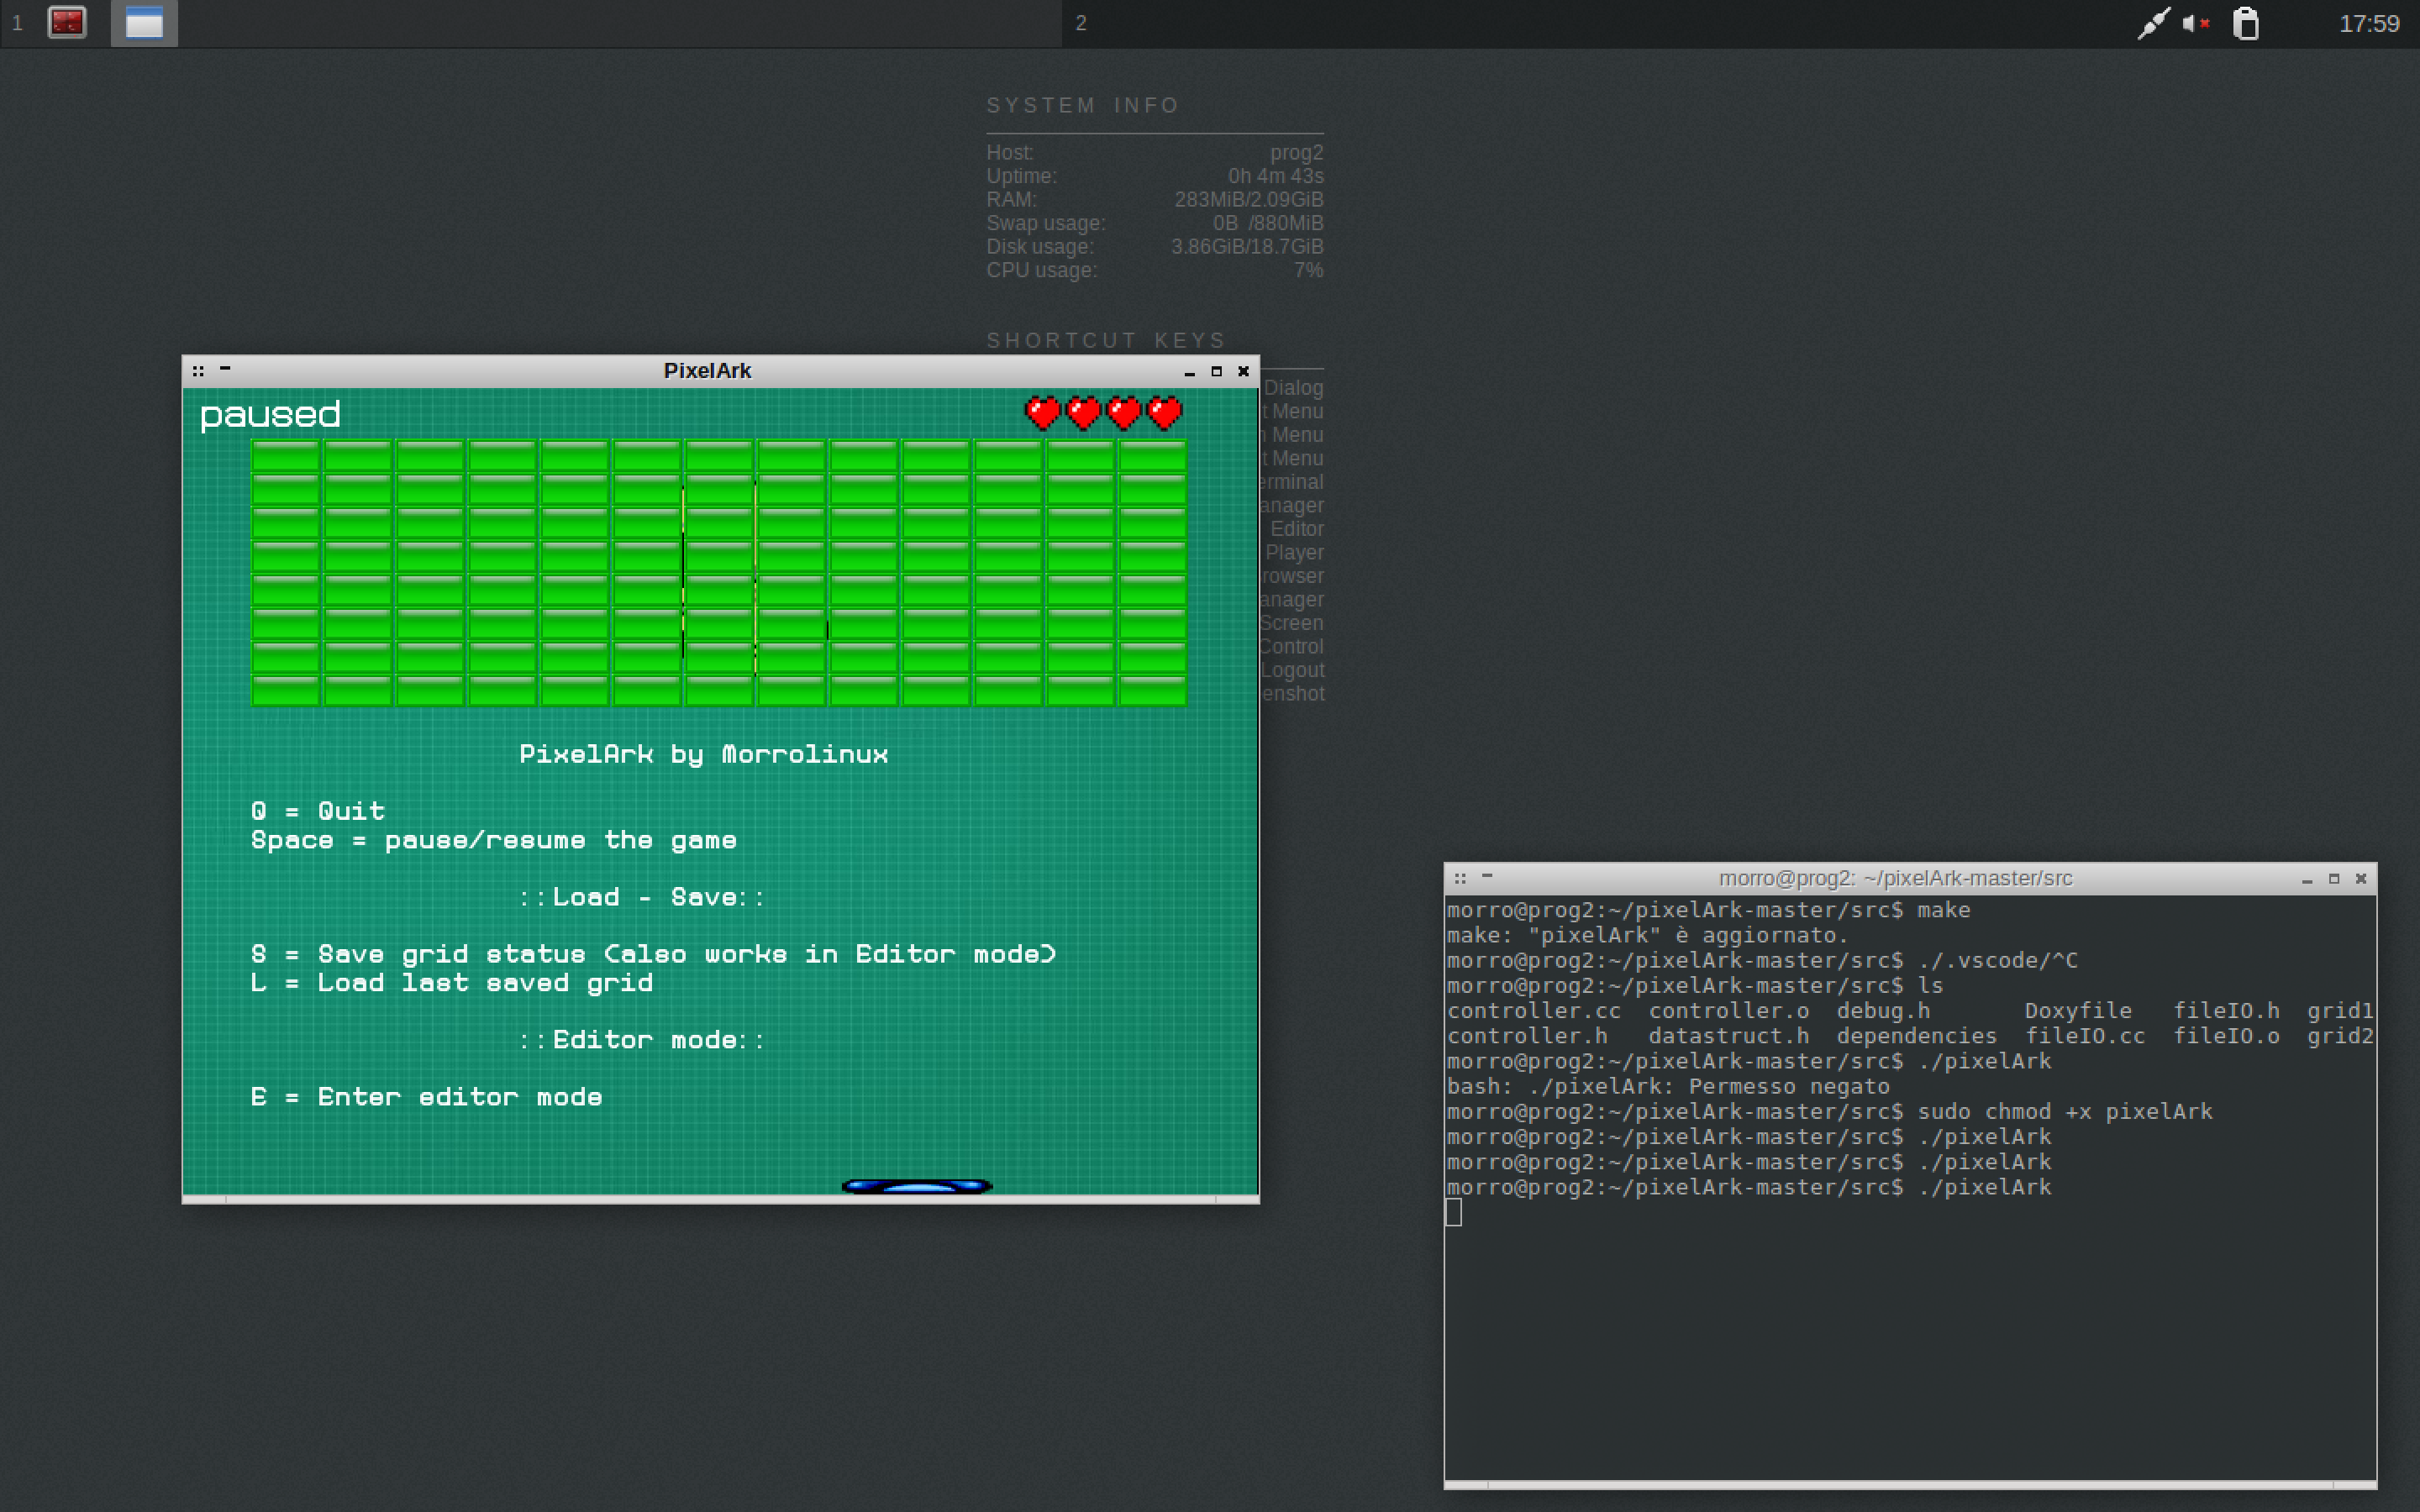 1
2
17:59
SYSTEM INFO
Host: prog2
Uptime: 0h 4m 43s
RAM: 283MiB/2.09GiB
Swap usage: 0B /880MiB
Disk usage: 3.86GiB/18.7GiB
CPU usage: 7%
SHORTCUT KEYS
Dialog
t Menu
Menu
t Menu
erminal
anager
Editor
Player
rowser
anager
Screen
Control
Logout
enshot
PixelArk
paused
PixelArk by Morrolinux
Q = Quit
Space = pause/resume the game
::Load - Save::
S = Save grid status (also works in Editor mode)
L = Load last saved grid
::Editor mode::
E = Enter editor mode
morro@prog2: ~/pixelArk-master/src
morro@prog2:~/pixelArk-master/src$ make
make: "pixelArk" è aggiornato.
morro@prog2:~/pixelArk-master/src$ ./.vscode/^C
morro@prog2:~/pixelArk-master/src$ ls
controller.cc controller.o debug.h Doxyfile fileIO.h grid1
controller.h datastruct.h dependencies fileIO.cc fileIO.o grid2
morro@prog2:~/pixelArk-master/src$ ./pixelArk
bash: ./pixelArk: Permesso negato
morro@prog2:~/pixelArk-master/src$ sudo chmod +x pixelArk
morro@prog2:~/pixelArk-master/src$ ./pixelArk
morro@prog2:~/pixelArk-master/src$ ./pixelArk
morro@prog2:~/pixelArk-master/src$ ./pixelArk